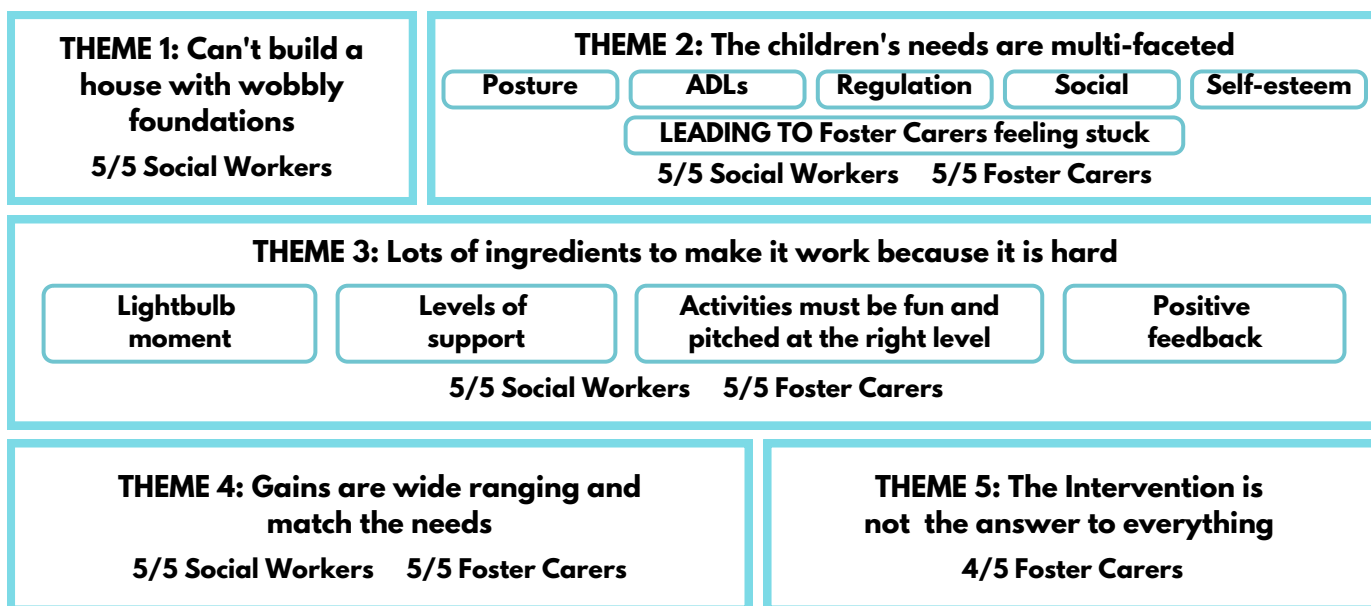 THEME 1: Can't build a
house with wobbly
foundations
5/5 Social Workers
THEME 2: The children's needs are multi-faceted
Posture
ADLs
Regulation
Social
Self-esteem
LEADING TO Foster Carers feeling stuck
5/5 Social Workers 5/5 Foster Carers
THEME 3: Lots of ingredients to make it work because it is hard
Lightbulb
moment
Levels of
support
Activities must be fun and
pitched at the right level
Positive
feedback
5/5 Social Workers 5/5 Foster Carers
THEME 4: Gains are wide ranging and
match the needs
5/5 Social Workers 5/5 Foster Carers
THEME 5: The Intervention is
not the answer to everything
4/5 Foster Carers